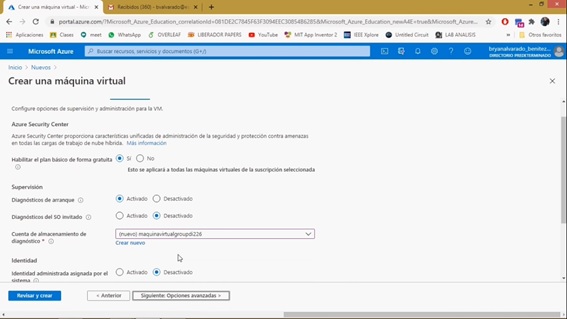 Crear una máquina virtual
Recibidos (380) - bralvarado@
portal.azure.com/?Microsoft_Azure_Education_correlationId=081DE2C7845F63F3094EEC30854B62B5&Microsoft_Azure_Education_newA4E=true&Microsoft_Azu...
Aplicaciones
Classes
meet
WhatsApp
OVERLEAF
LIBERADOR PAPERS
YouTube
MIT App Inventor 2
IEEE Xplore
Untitled Circuit
LAB ANALISIS
»
Otros favoritos
Microsoft Azure
Buscar recursos, servicios y documentos (G+/)
bryanalvarado_benitez...
DIRECTORIO PREDETERMINADO
Inicio > Nuevos >
Crear una máquina virtual
Configure opciones de supervisión y administración para la VM.
Azure Security Center
Azure Security Center proporciona características unificadas de administración de la seguridad y protección contra amenazas
en todas las cargas de trabajo de nube híbrida. Más información
Habilitar el plan básico de forma gratuita
Sí
No
Esto se aplicará a todas las máquinas virtuales de la suscripción seleccionada
Supervisión
Diagnósticos de arranque
Activado
Desactivado
Diagnósticos del SO invitado
Activado
Desactivado
Cuenta de almacenamiento de
diagnóstico *
(nuevo) maquinavirtualgroupdi226
Crear nuevo
Identidad
Identidad administrada asignada por el
sistema
Activado
Desactivado
Revisar y crear
< Anterior
Siguiente: Opciones avanzadas >